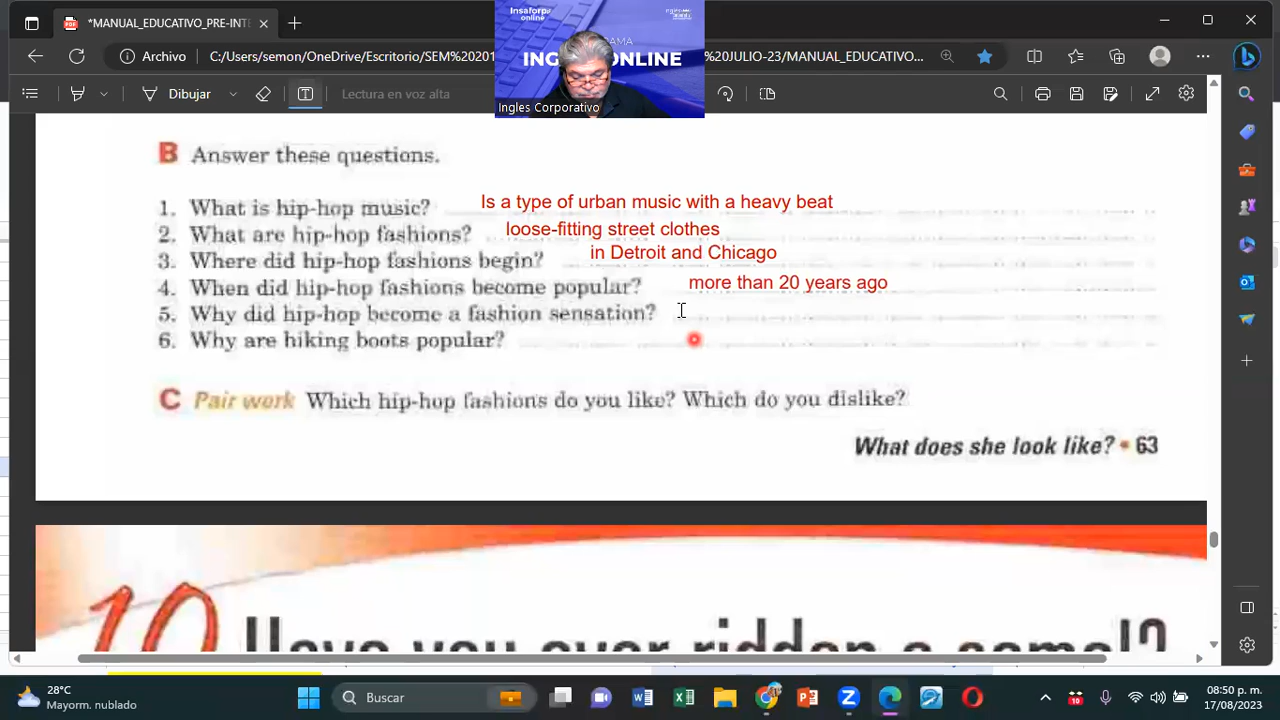 *MANUAL_EDUCATIVO_PRE-INTE
Insaforp
online
INGL ONLINE
Ingles Corporativo
Archivo
C:/Users/semon/OneDrive/Escritorio/SEM%201
%20JULIO-23/MANUAL_EDUCATIVO...
Dibujar
Lectura en voz alta
B Answer these questions.
1. What is hip-hop music? Is a type of urban music with a heavy beat
2. What are hip-hop fashions? loose-fitting street clothes
3. Where did hip-hop fashions begin? in Detroit and Chicago
4. When did hip-hop fashions become popular? more than 20 years ago
5. Why did hip-hop become a fashion sensation?
6. Why are hiking boots popular?
C Pair work Which hip-hop fashions do you like? Which do you dislike?
What does she look like? • 63
10 Have you ever ridden a camel?
28°C
Mayorm. nublado
Buscar
08:50 p. m.
17/08/2023